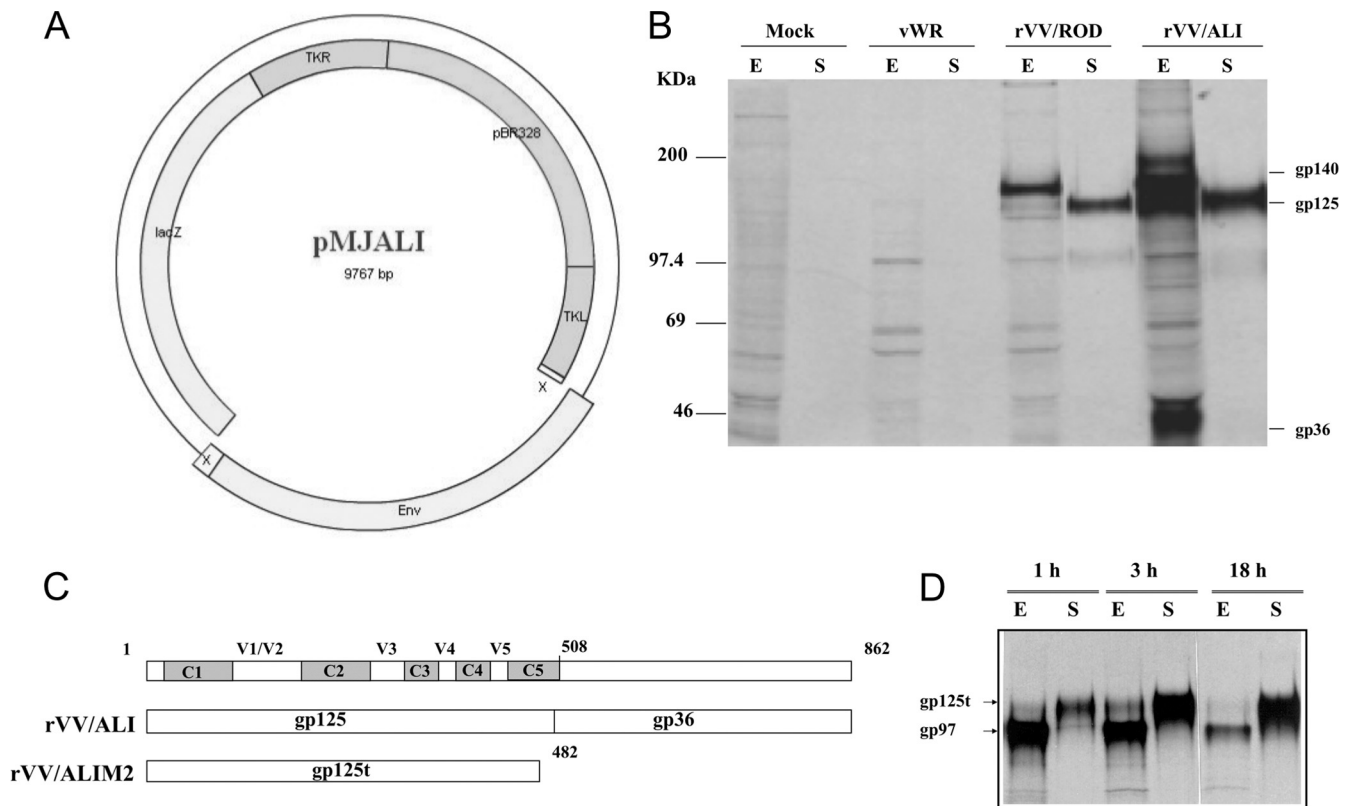 A
TKR
pBR328
lacZ
pMJALI
9767 bp
TKL
X
X
Env
B
Mock vWR rVV/ROD rVV/ALI
E S E S E S E S
KDa
200
97.4
69
46
gp140
gp125
gp36
C
1 V1/V2 V3 V4 V5 508 862
C1 C2 C3 C4 C5
rVV/ALI gp125 gp36
482
rVV/ALIM2 gp125t
D
1 h 3 h 18 h
E S E S E S
gp125t
gp97